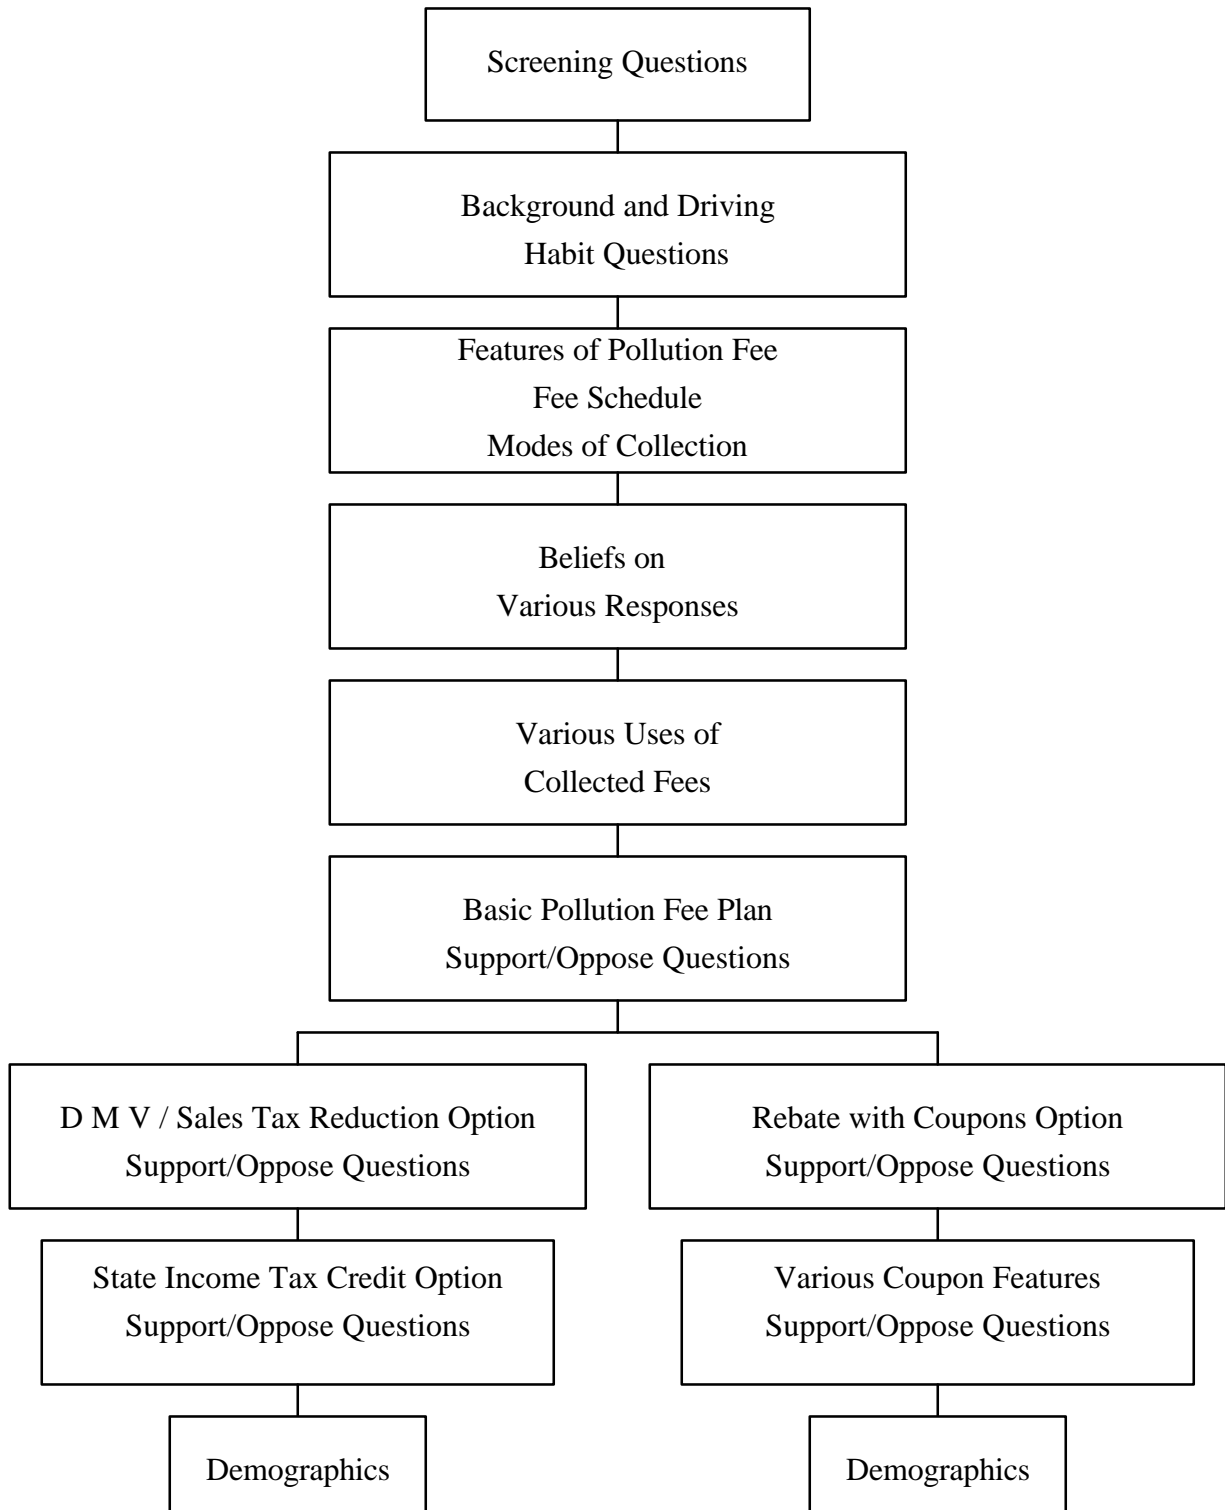 Screening Questions
Background and Driving
Habit Questions
Features of Pollution Fee
Fee Schedule
Modes of Collection
Beliefs on
Various Responses
Various Uses of
Collected Fees
Basic Pollution Fee Plan
Support/Oppose Questions
D M V / Sales Tax Reduction Option
Support/Oppose Questions
Rebate with Coupons Option
Support/Oppose Questions
State Income Tax Credit Option
Support/Oppose Questions
Various Coupon Features
Support/Oppose Questions
Demographics
Demographics